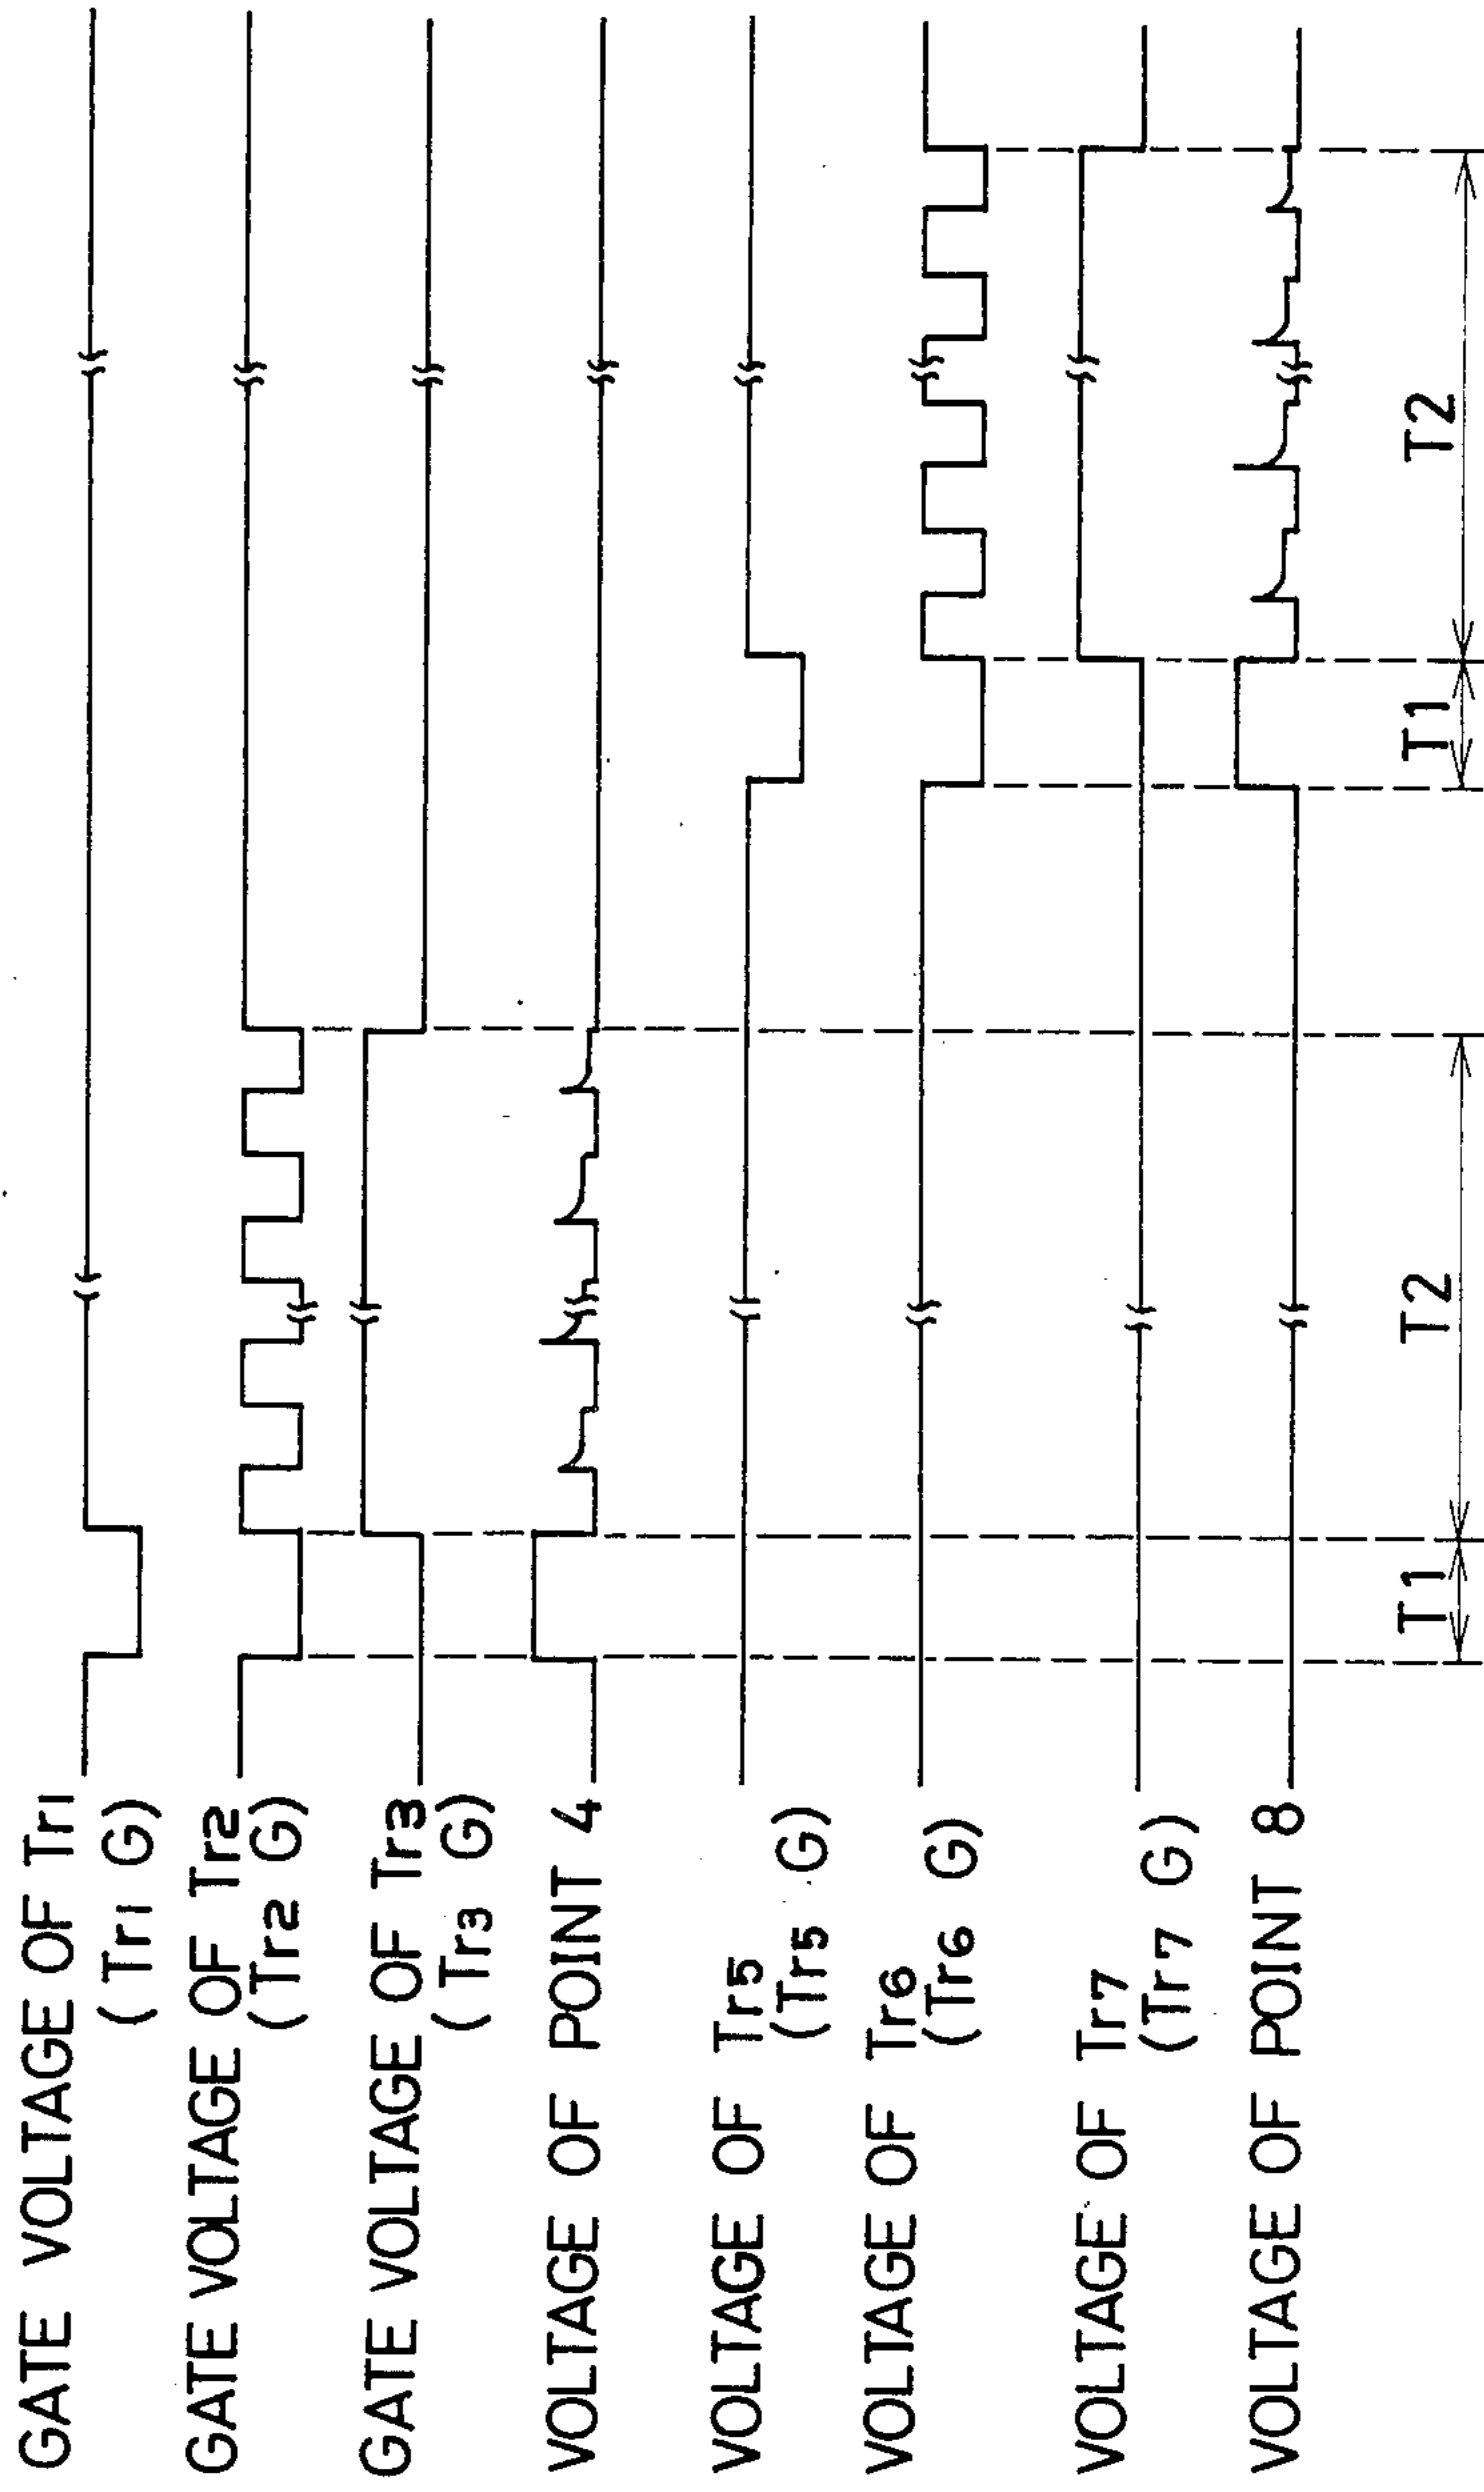 GATE VOLTAGE OF Tr1
(Tr1 G)
GATE VOLTAGE OF Tr2
(Tr2 G)
GATE VOLTAGE OF Tr3
(Tr3 G)
VOLTAGE OF POINT 4
VOLTAGE OF Tr5
(Tr5 G)
VOLTAGE OF Tr6
(Tr6 G)
VOLTAGE OF Tr7
(Tr7 G)
VOLTAGE OF POINT 8
T1 T2 T1 T2